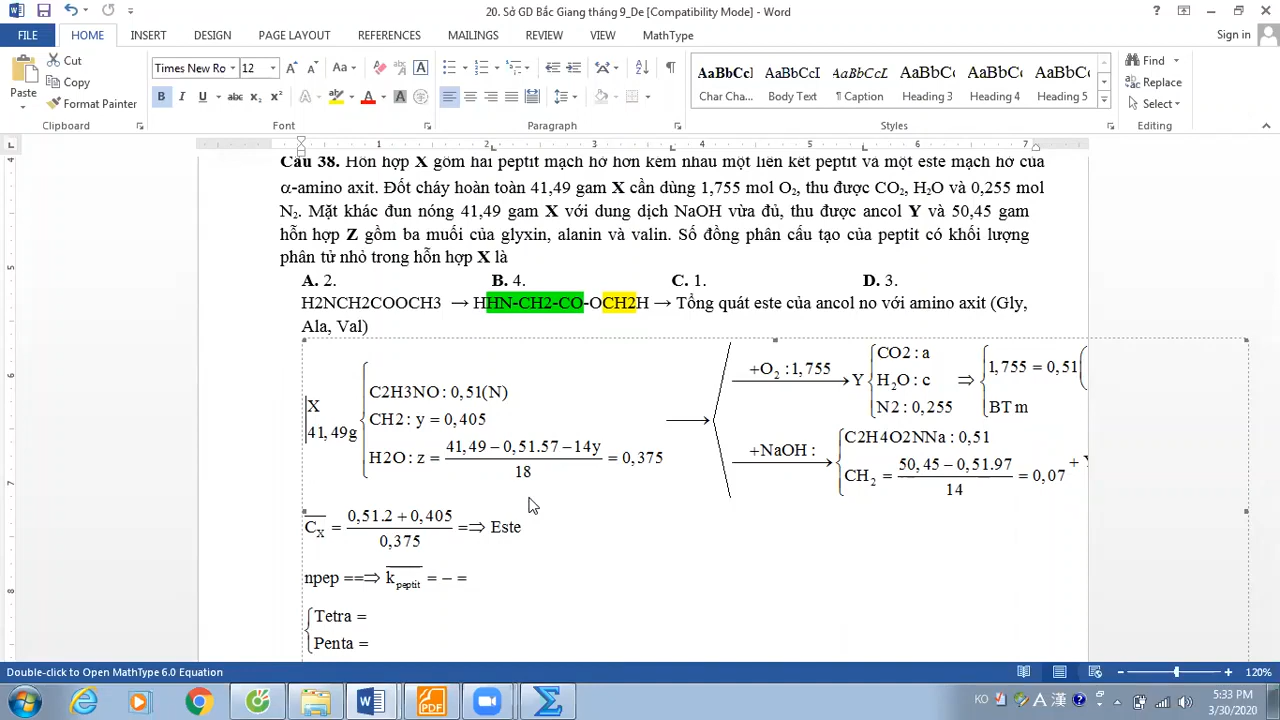 20. Sở GD Bắc Giang tháng 9_De [Compatibility Mode] - Word
FILE HOME INSERT DESIGN PAGE LAYOUT REFERENCES MAILINGS REVIEW VIEW MathType Sign in
Cut
Copy
Format Painter
Paste
Times New Ro 12
AaBbCcI AaBbCcDdI AaBbCcDc AaBbC AaBbCc AaBbCc
Char Cha... Body Text ¶ Caption Heading 3 Heading 4 Heading 5
Find
Replace
Select
Clipboard Font Paragraph Styles Editing
Câu 38. Hỗn hợp X gồm hai peptit mạch hở hơn kém nhau một liên kết peptit và một este mạch hở của
α-amino axit. Đốt cháy hoàn toàn 41,49 gam X cần dùng 1,755 mol O2, thu được CO2, H2O và 0,255 mol
N2. Mặt khác đun nóng 41,49 gam X với dung dịch NaOH vừa đủ, thu được ancol Y và 50,45 gam
hỗn hợp Z gồm ba muối của glyxin, alanin và valin. Số đồng phân cấu tạo của peptit có khối lượng
phân tử nhỏ trong hỗn hợp X là
A. 2. B. 4. C. 1. D. 3.
H2NCH2COOCH3 → HHN-CH2-CO-OCH2H → Tổng quát este của ancol no với amino axit (Gly,
Ala, Val)
X
41,49g
C2H3NO : 0,51(N)
CH2 : y = 0,405
H2O : z = 41,49 – 0,51.57 – 14y / 18 = 0,375
+O2 : 1,755
Y
CO2 : a
H2O : c
N2 : 0,255
⇒ 1,755 = 0,51(
BT m
+NaOH :
C2H4O2NNa : 0,51
CH2 = 50,45 – 0,51.97 / 14 = 0,07 +
CX = 0,51.2 + 0,405 / 0,375 =⇒ Este
npep ==⇒ kpeptit = – =
Tetra =
Penta =
Double-click to Open MathType 6.0 Equation
120%
KO A 漢
5:33 PM
3/30/2020